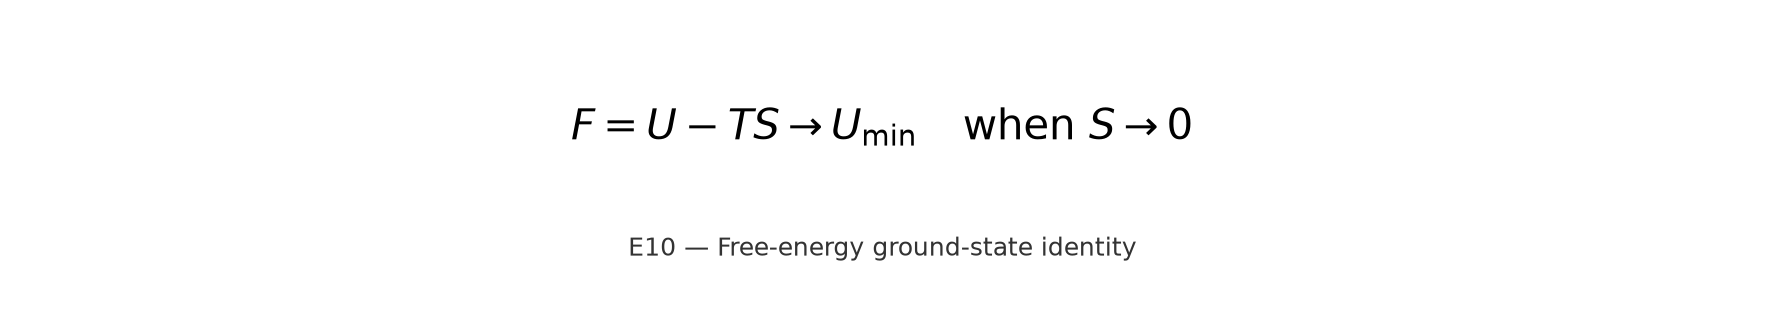 F = U − TS → U_min when S → 0
E10 — Free-energy ground-state identity